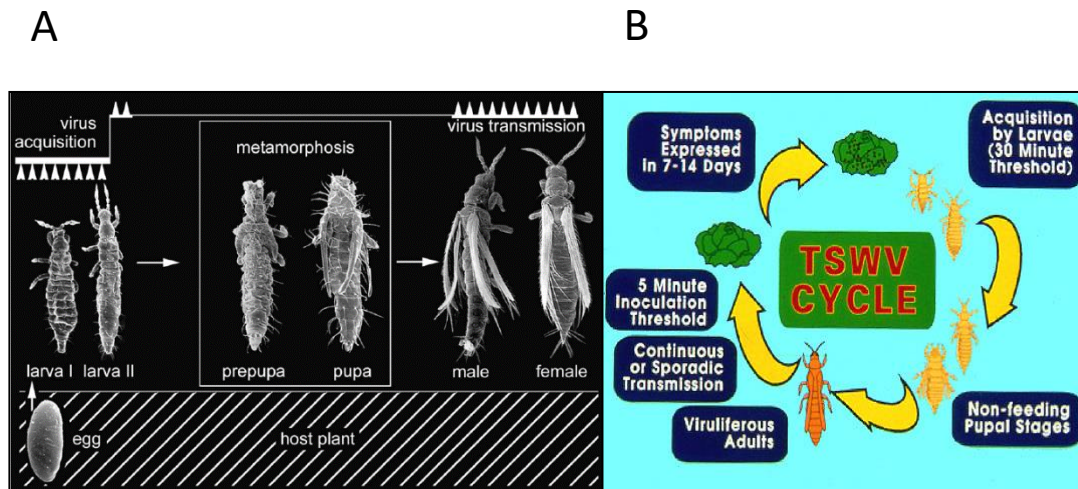 A
B
virus
acquisition
virus transmission
metamorphosis
larva I
larva II
prepupa
pupa
male
female
egg
host plant
Symptoms
Expressed
in 7-14 Days
Acquisition
by Larvae
(30 Minute
Threshold)
TSWV
CYCLE
5 Minute
Inoculation
Threshold
Continuous
or Sporadic
Transmission
Viruliferous
Adults
Non-feeding
Pupal Stages